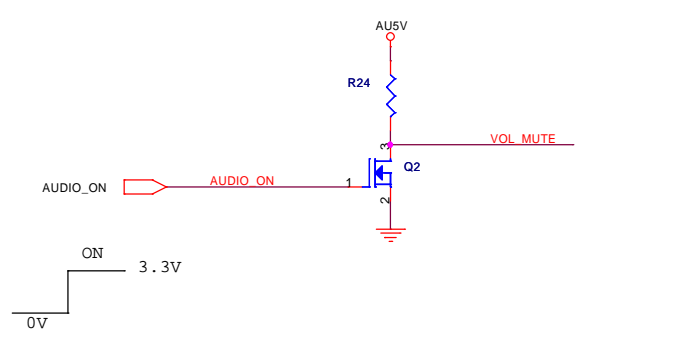 AU5V
R24
3
VOL_MUTE
Q2
1
AUDIO_ON
AUDIO_ON
2
ON
3.3V
0V